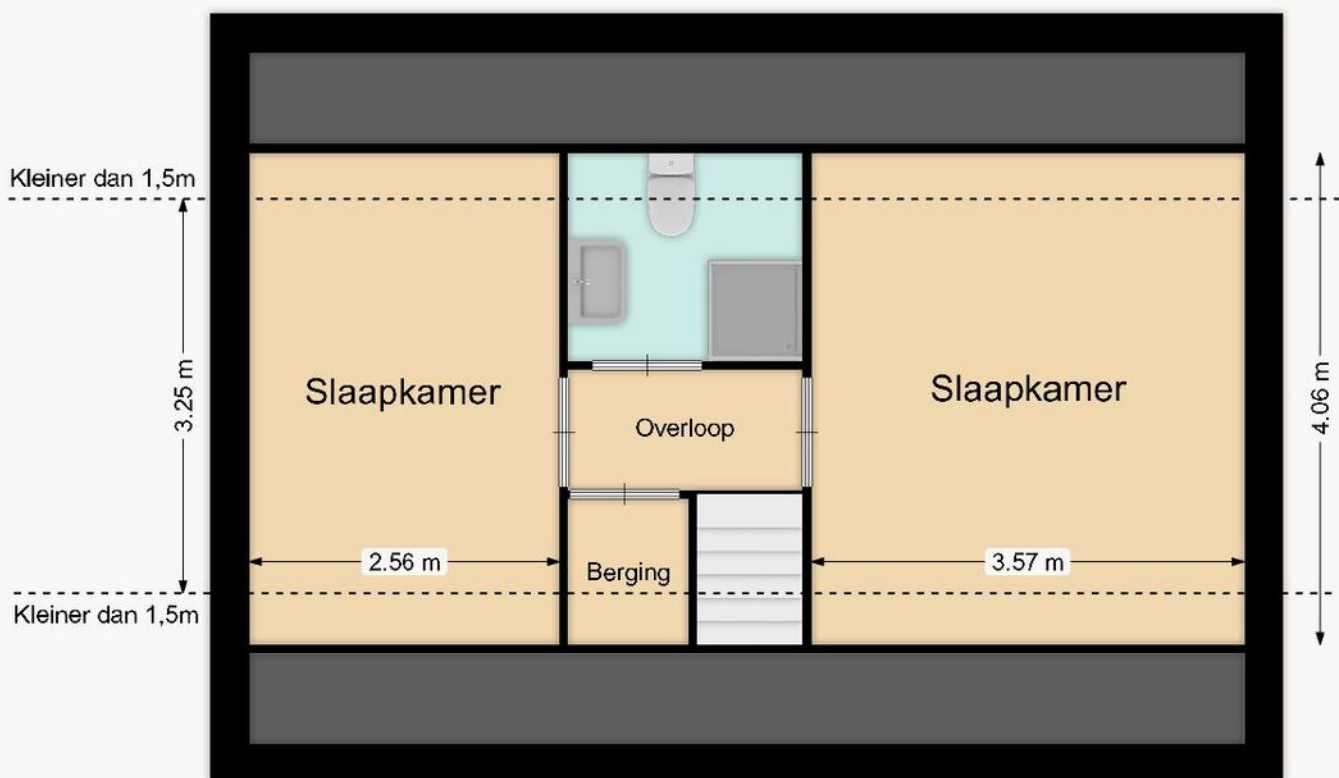 Kleiner dan 1,5m
3.25 m
Slaapkamer
Slaapkamer
4.06 m
Overloop
2.56 m
3.57 m
Berging
Kleiner dan 1,5m